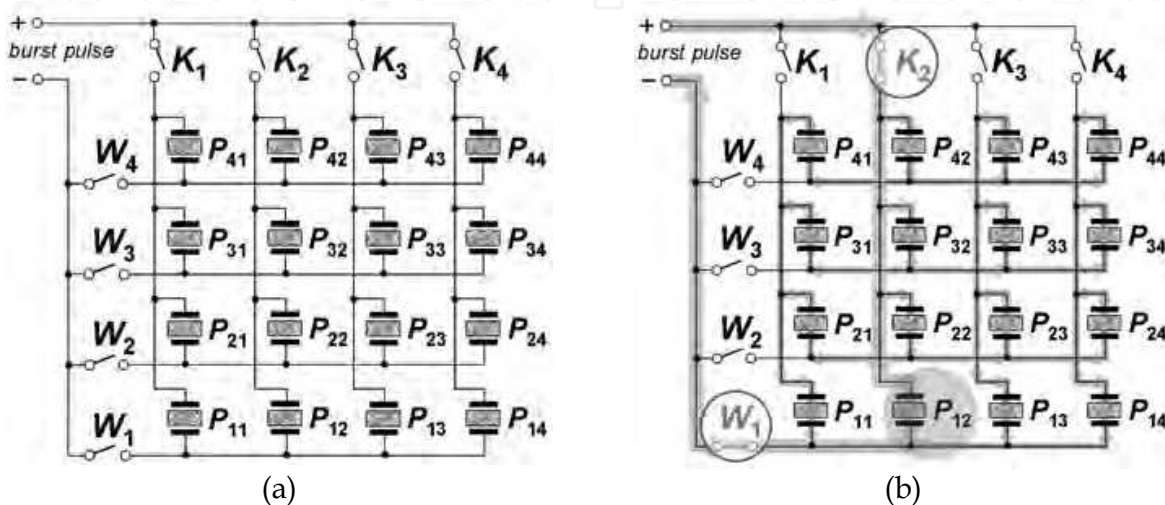 + burst pulse −
K1 K2 K3 K4
W4 P41 P42 P43 P44
W3 P31 P32 P33 P34
W2 P21 P22 P23 P24
W1 P11 P12 P13 P14
(a)
+ burst pulse −
K1 K2 K3 K4
W4 P41 P42 P43 P44
W3 P31 P32 P33 P34
W2 P21 P22 P23 P24
W1 P11 P12 P13 P14
(b)